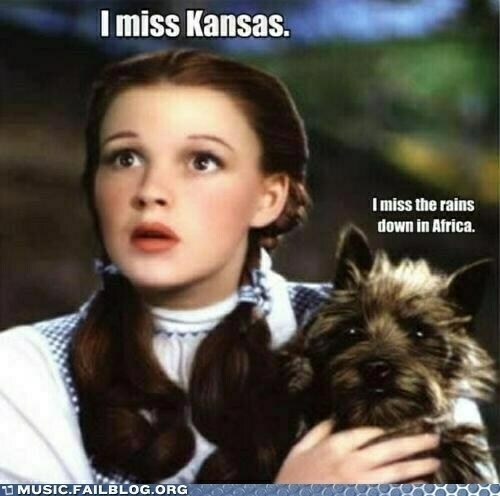 I miss Kansas.
I miss the rains
down in Africa.
MUSIC.FAILBLOG.ORG